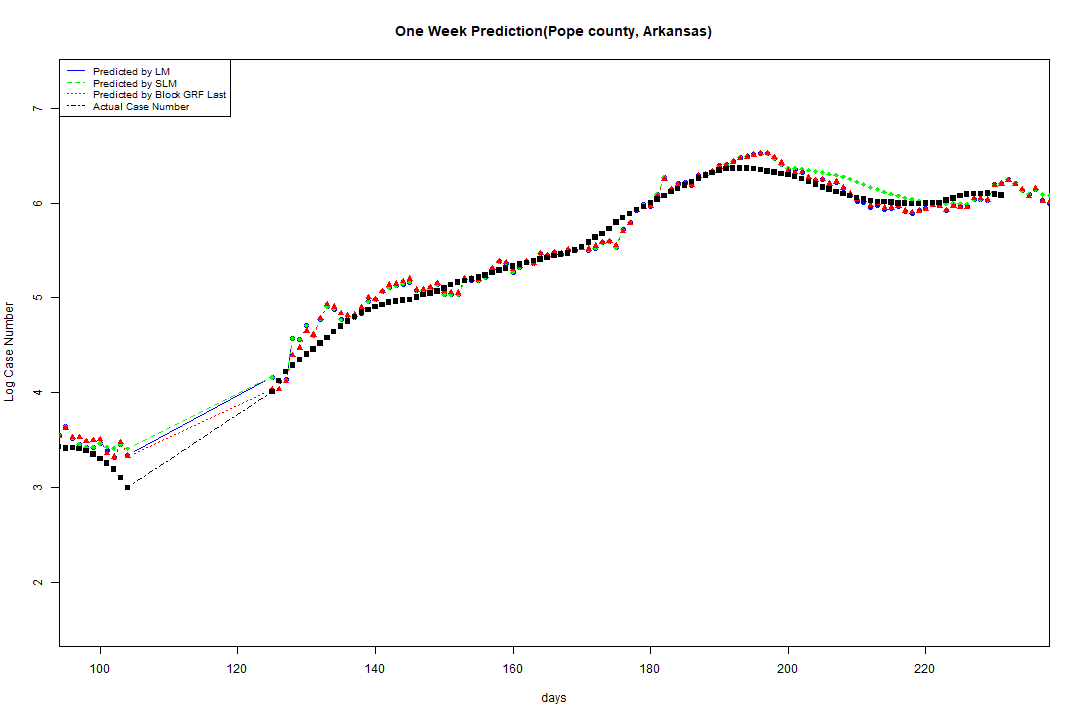 One Week Prediction(Pope county, Arkansas)
Predicted by LM
Predicted by SLM
Predicted by Block GRF Last
Actual Case Number
Log Case Number
7
6
5
4
3
2
100 120 140 160 180 200 220
days